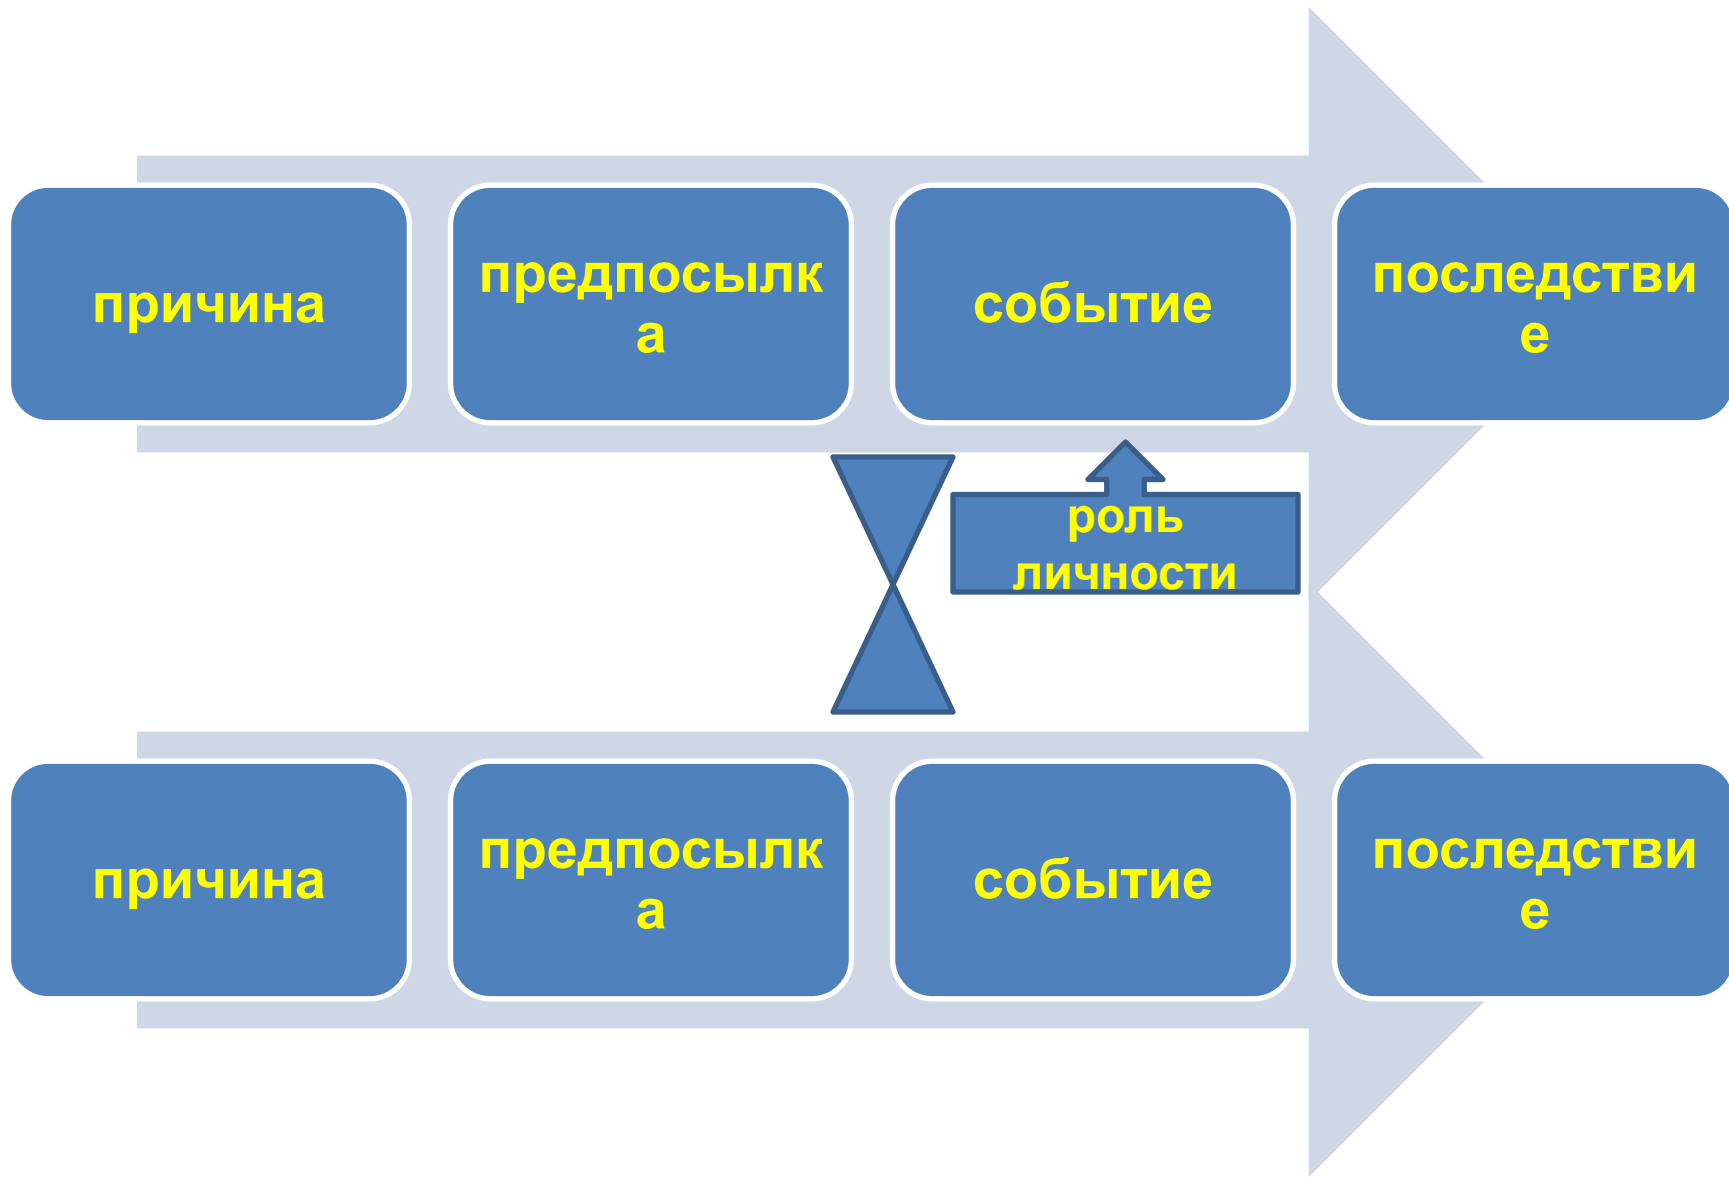 причина
предпосылк
а
событие
последстви
е
роль
личности
причина
предпосылк
а
событие
последстви
е